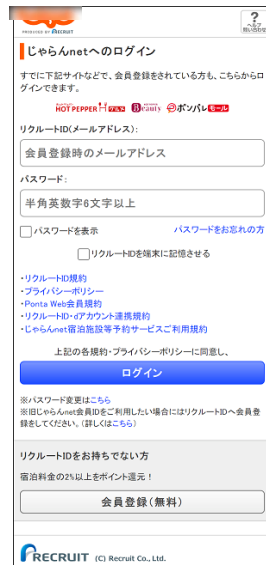 PRODUCED BY RECRUIT
?
ヘルプ
問い合わせ
じゃらんnetへのログイン
すでに下記サイトなどで、会員登録をされている方も、こちらからロ
グインできます。
HOT PEPPER グルメ Beauty ポンパレモール
リクルートID(メールアドレス):
会員登録時のメールアドレス
パスワード:
半角英数字8文字以上
パスワードを表示 パスワードをお忘れの方
リクルートIDを端末に記憶させる
・リクルートID規約
・プライバシーポリシー
・Ponta Web会員規約
・リクルートID・dアカウント連携規約
・じゃらんnet宿泊施設等予約サービスご利用規約
上記の各規約・プライバシーポリシーに同意し、
ログイン
※パスワード変更はこちら
※旧じゃらんnet会員IDをご利用したい場合にはリクルートIDへ会員登
録をしてください。(詳しくはこちら)
リクルートIDをお持ちでない方
宿泊料金の2%以上をポイント還元！
会員登録(無料)
RECRUIT (C) Recruit Co., Ltd.